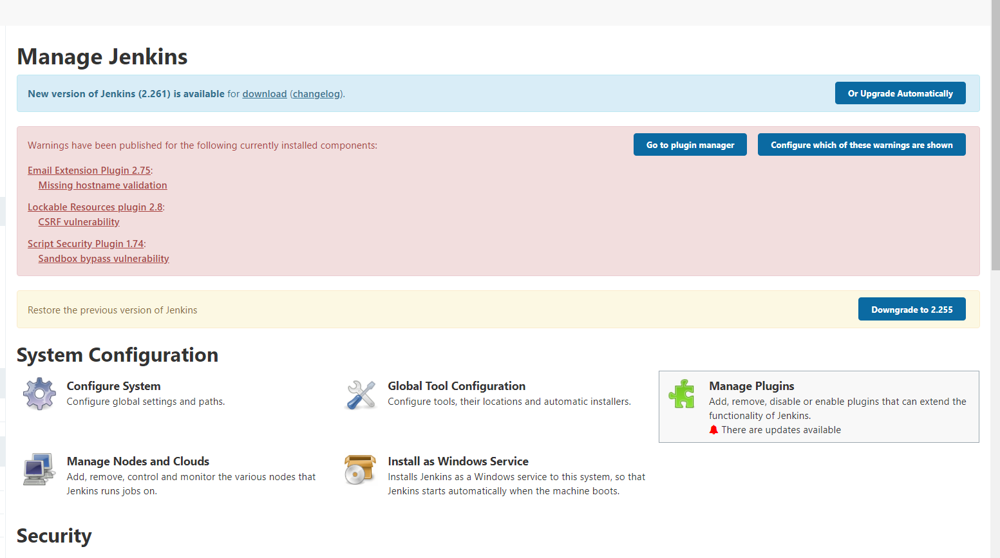 Manage Jenkins
New version of Jenkins (2.261) is available for download (changelog).
Or Upgrade Automatically
Warnings have been published for the following currently installed components:
Go to plugin manager
Configure which of these warnings are shown
Email Extension Plugin 2.75:
Missing hostname validation
Lockable Resources plugin 2.8:
CSRF vulnerability
Script Security Plugin 1.74:
Sandbox bypass vulnerability
Restore the previous version of Jenkins
Downgrade to 2.255
System Configuration
Configure System
Configure global settings and paths.
Global Tool Configuration
Configure tools, their locations and automatic installers.
Manage Plugins
Add, remove, disable or enable plugins that can extend the
functionality of Jenkins.
There are updates available
Manage Nodes and Clouds
Add, remove, control and monitor the various nodes that
Jenkins runs jobs on.
Install as Windows Service
Installs Jenkins as a Windows service to this system, so that
Jenkins starts automatically when the machine boots.
Security